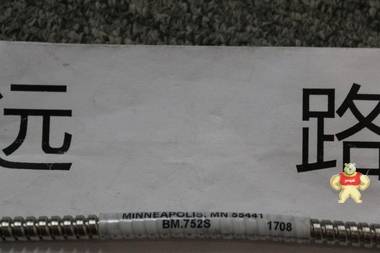 远 路
MINNEAPOLIS, MN 55441
BM.752S 1708